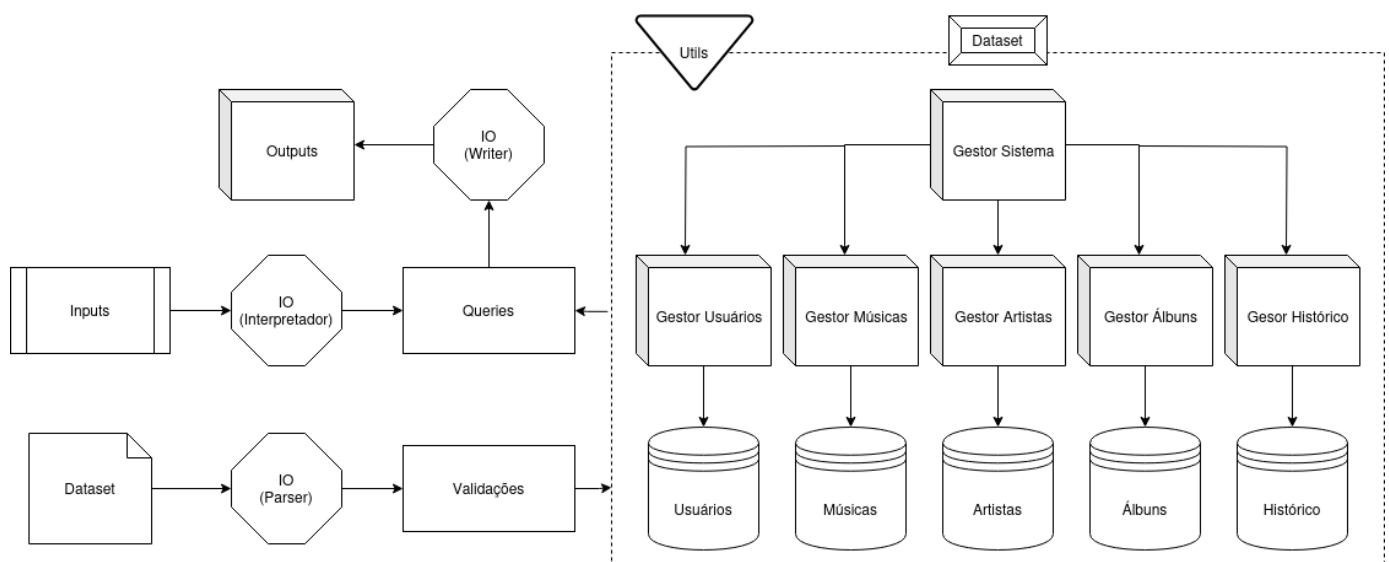 Utils
Dataset
Outputs
IO
(Writer)
Gestor Sistema
Inputs
IO
(Interpretador)
Queries
Gestor Usuários
Gestor Músicas
Gestor Artistas
Gestor Álbuns
Gesor Histórico
Dataset
IO
(Parser)
Validações
Usuários
Músicas
Artistas
Álbuns
Histórico